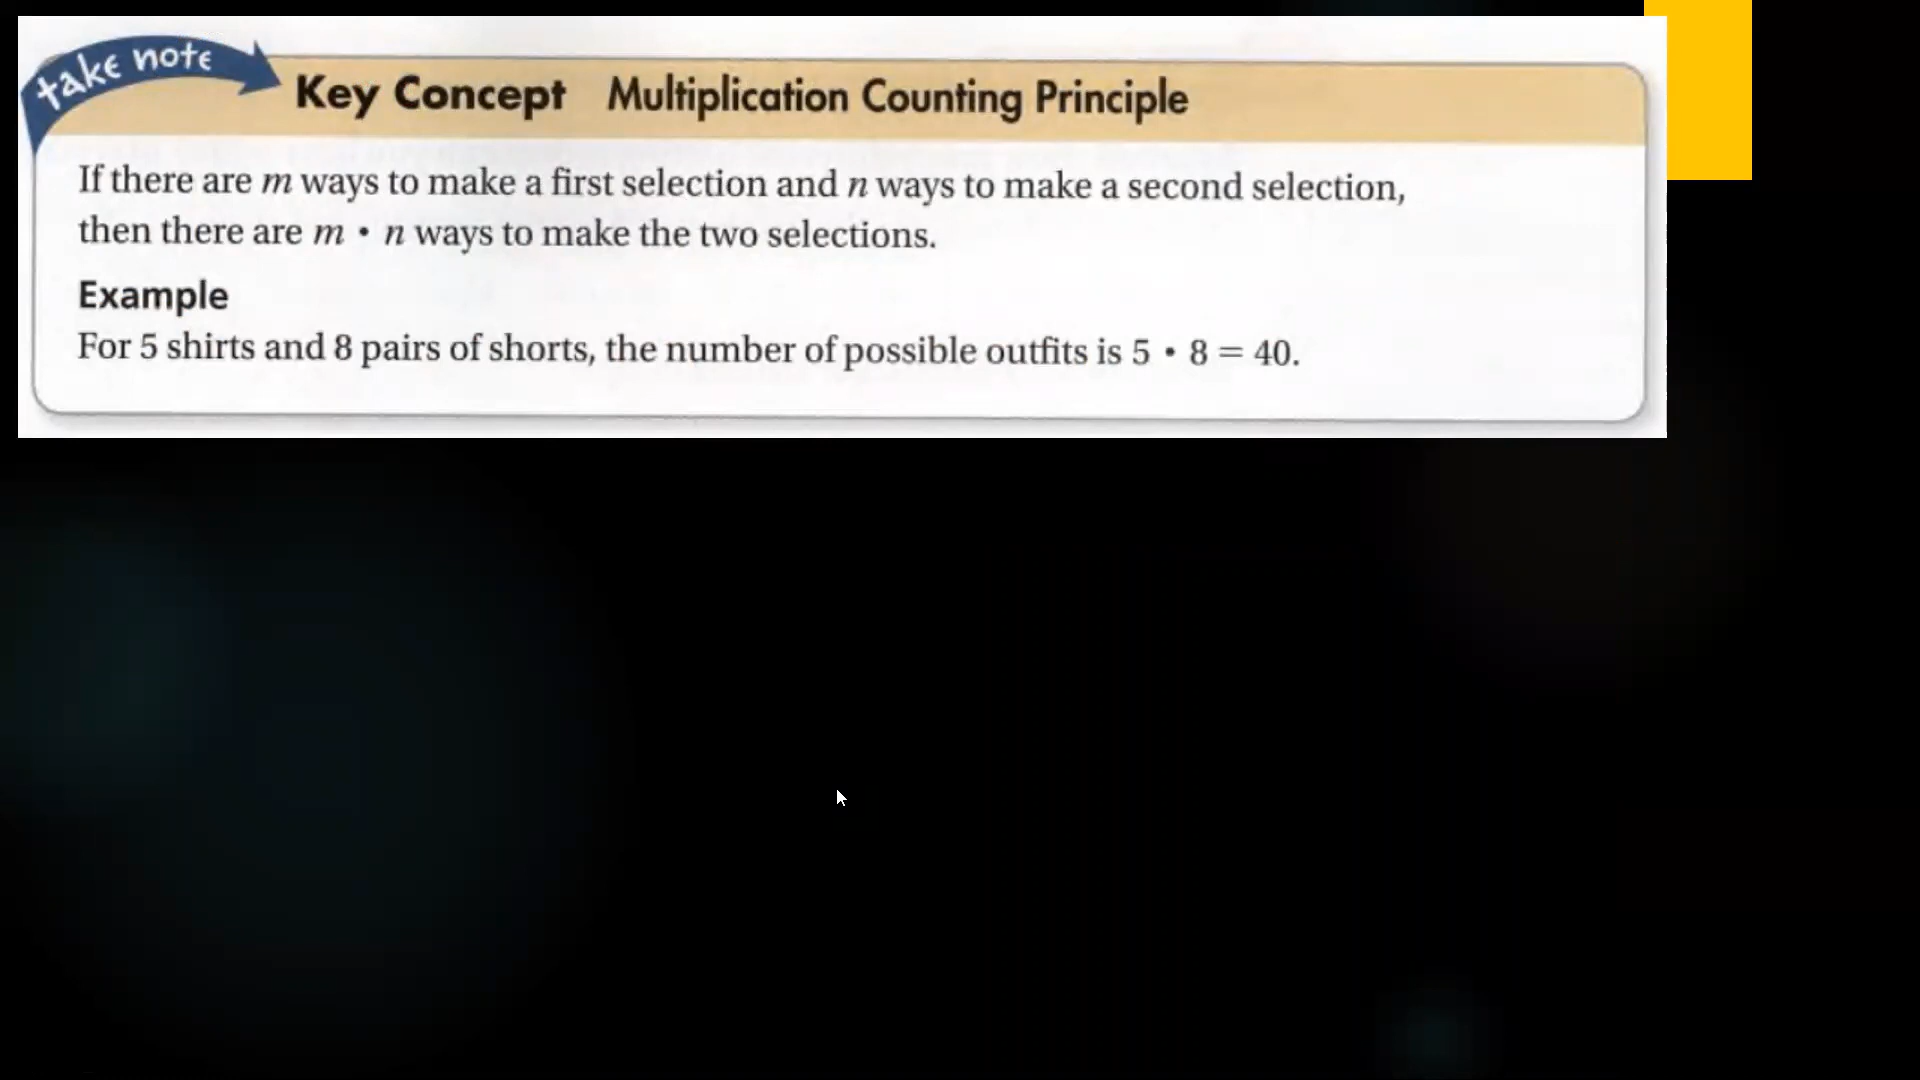 take note
Key Concept Multiplication Counting Principle
If there are m ways to make a first selection and n ways to make a second selection,
then there are m • n ways to make the two selections.
Example
For 5 shirts and 8 pairs of shorts, the number of possible outfits is 5 • 8 = 40.